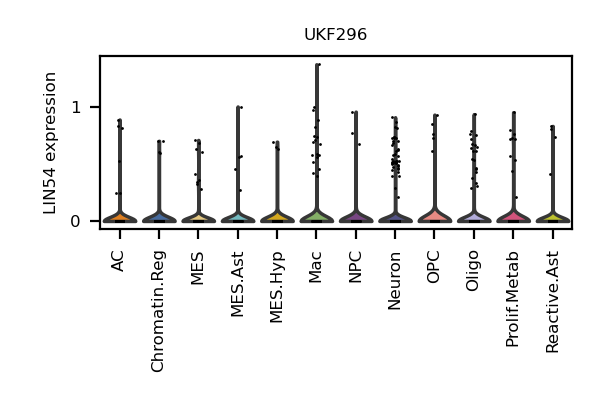 UKF296
LIN54 expression
1
0
AC
Chromatin.Reg
MES
MES.Ast
MES.Hyp
Mac
NPC
Neuron
OPC
Oligo
Prolif.Metab
Reactive.Ast